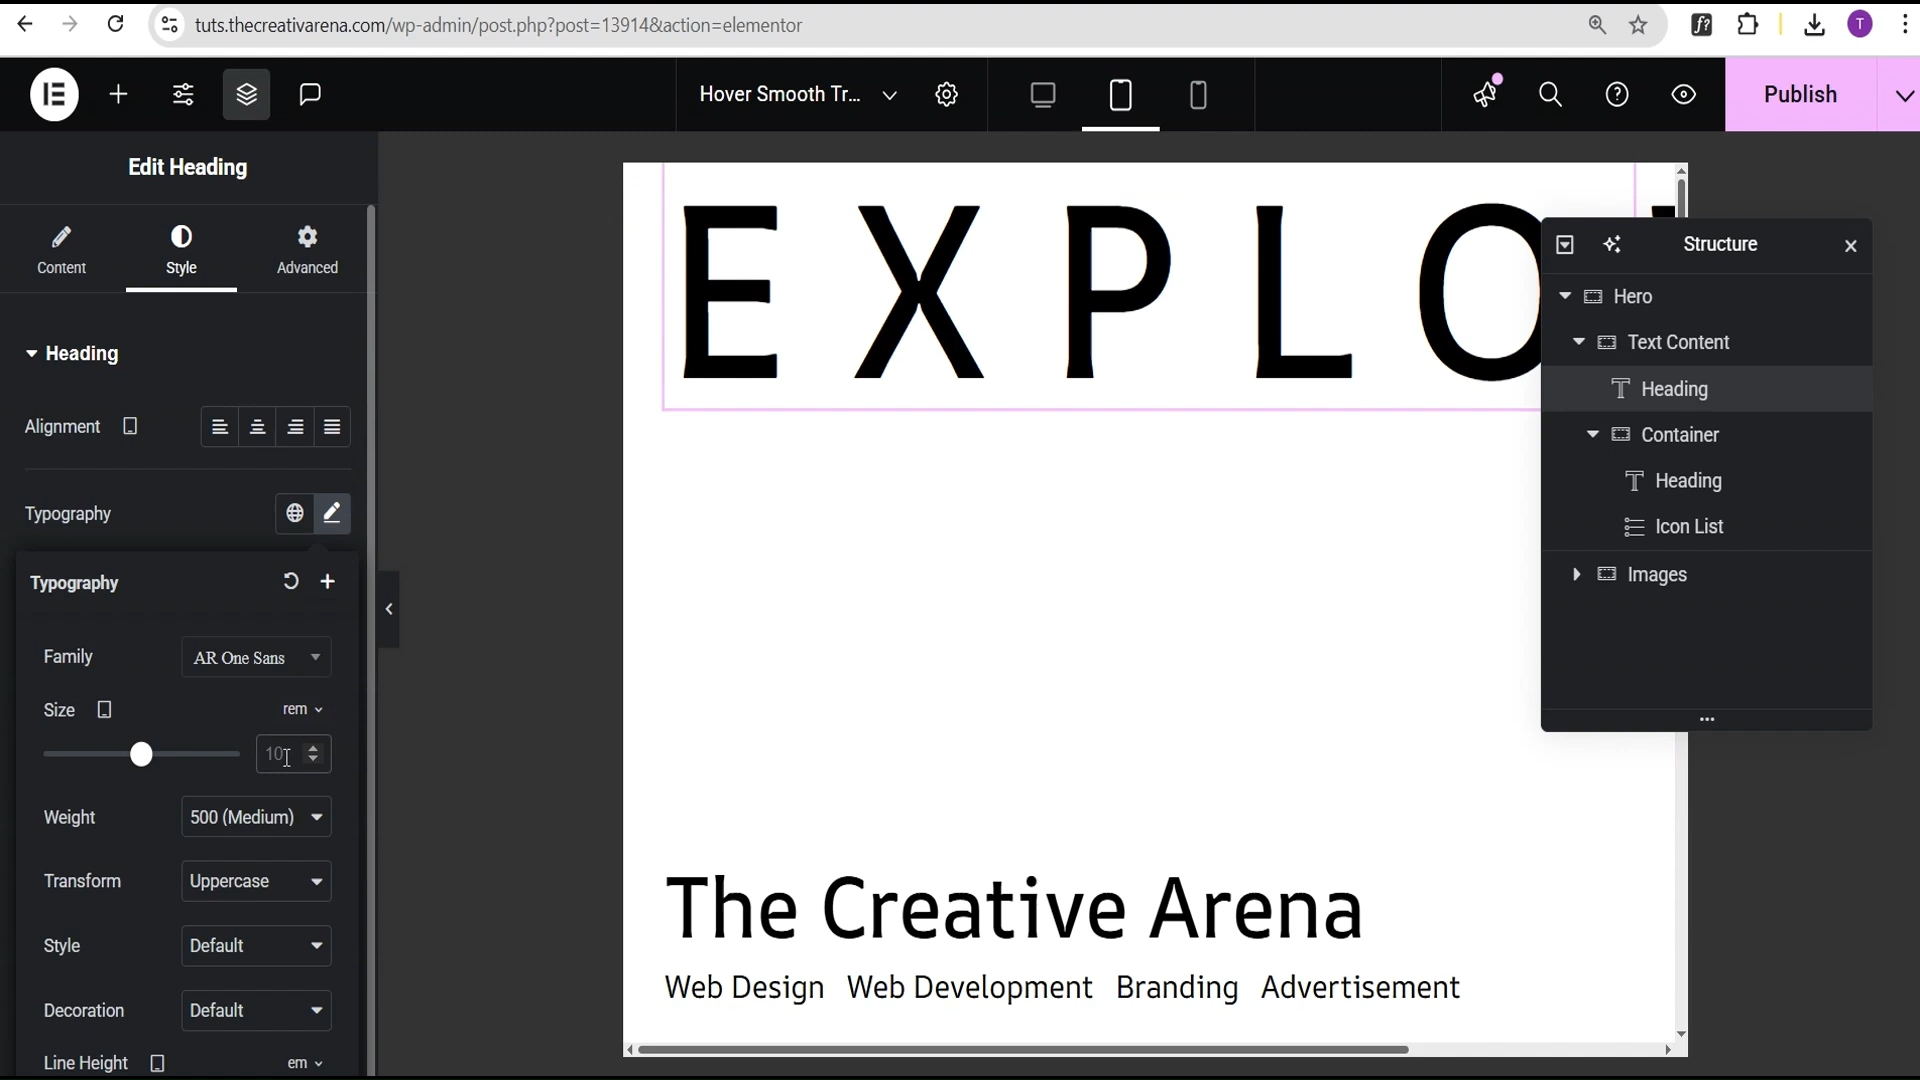 tuts.thecreativarena.com/wp-admin/post.php?post=13914&action=elementor
f?
T
Hover Smooth Tr...
Publish
Edit Heading
Content
Style
Advanced
Heading
Alignment
Typography
Typography
Family
AR One Sans
Size
rem
10
Weight
500 (Medium)
Transform
Uppercase
Style
Default
Decoration
Default
Line Height
em
EXPLO
The Creative Arena
Web Design Web Development Branding Advertisement
Structure
Hero
Text Content
Heading
Container
Heading
Icon List
Images